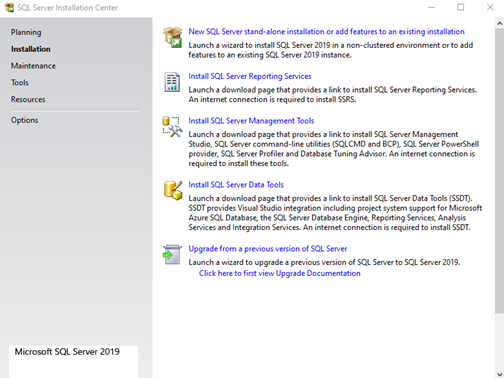 SQL Server Installation Center
Planning
Installation
Maintenance
Tools
Resources
Options
Microsoft SQL Server 2019
New SQL Server stand-alone installation or add features to an existing installation
Launch a wizard to install SQL Server 2019 in a non-clustered environment or to add
features to an existing SQL Server 2019 instance.
Install SQL Server Reporting Services
Launch a download page that provides a link to install SQL Server Reporting Services.
An internet connection is required to install SSRS.
Install SQL Server Management Tools
Launch a download page that provides a link to install SQL Server Management
Studio, SQL Server command-line utilities (SQLCMD and BCP), SQL Server PowerShell
provider, SQL Server Profiler and Database Tuning Advisor. An internet connection is
required to install these tools.
Install SQL Server Data Tools
Launch a download page that provides a link to install SQL Server Data Tools (SSDT).
SSDT provides Visual Studio integration including project system support for Microsoft
Azure SQL Database, the SQL Server Database Engine, Reporting Services, Analysis
Services and Integration Services. An internet connection is required to install SSDT.
Upgrade from a previous version of SQL Server
Launch a wizard to upgrade a previous version of SQL Server to SQL Server 2019.
Click here to first view Upgrade Documentation